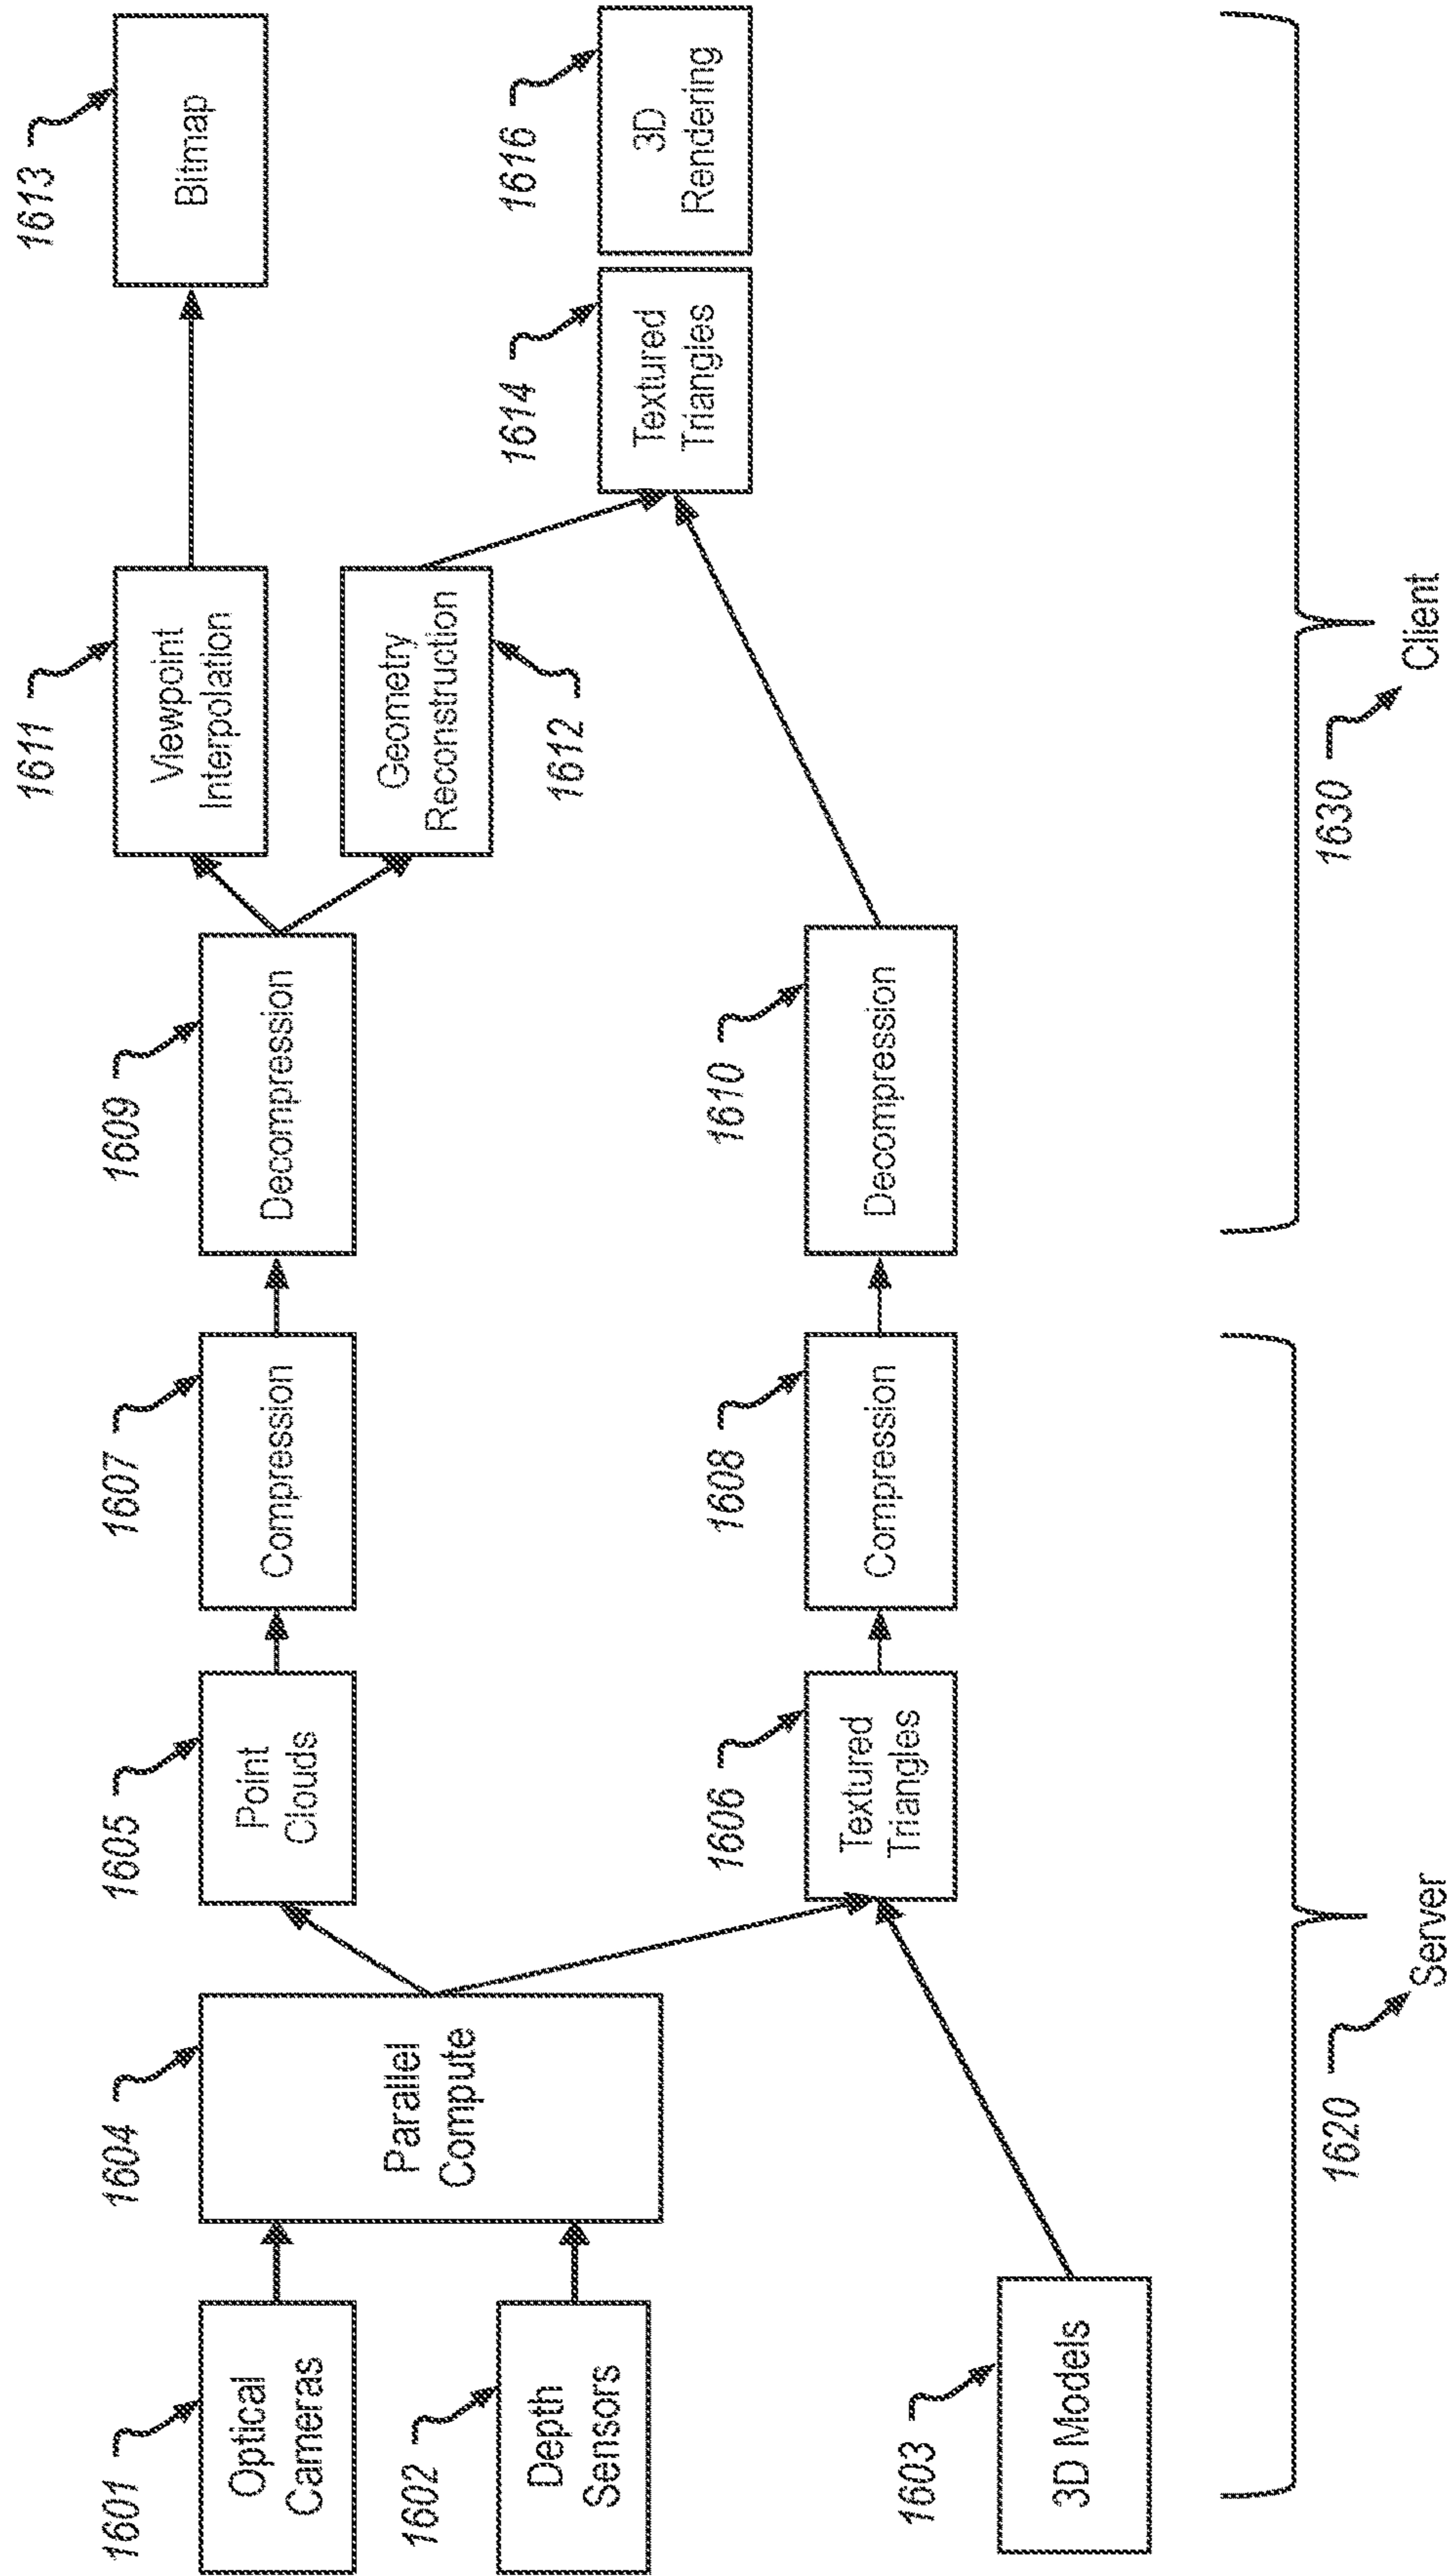 1601
Optical
Cameras
1602
Depth
Sensors
1603
3D Models
1604
Parallel
Compute
1605
Point
Clouds
1606
Textured
Triangles
1607
Compression
1608
Compression
1609
Decompression
1610
Decompression
1611
Viewpoint
Interpolation
Geometry
Reconstruction
1612
1613
Bitmap
1614
Textured
Triangles
1616
3D
Rendering
1620
Server
1630
Client